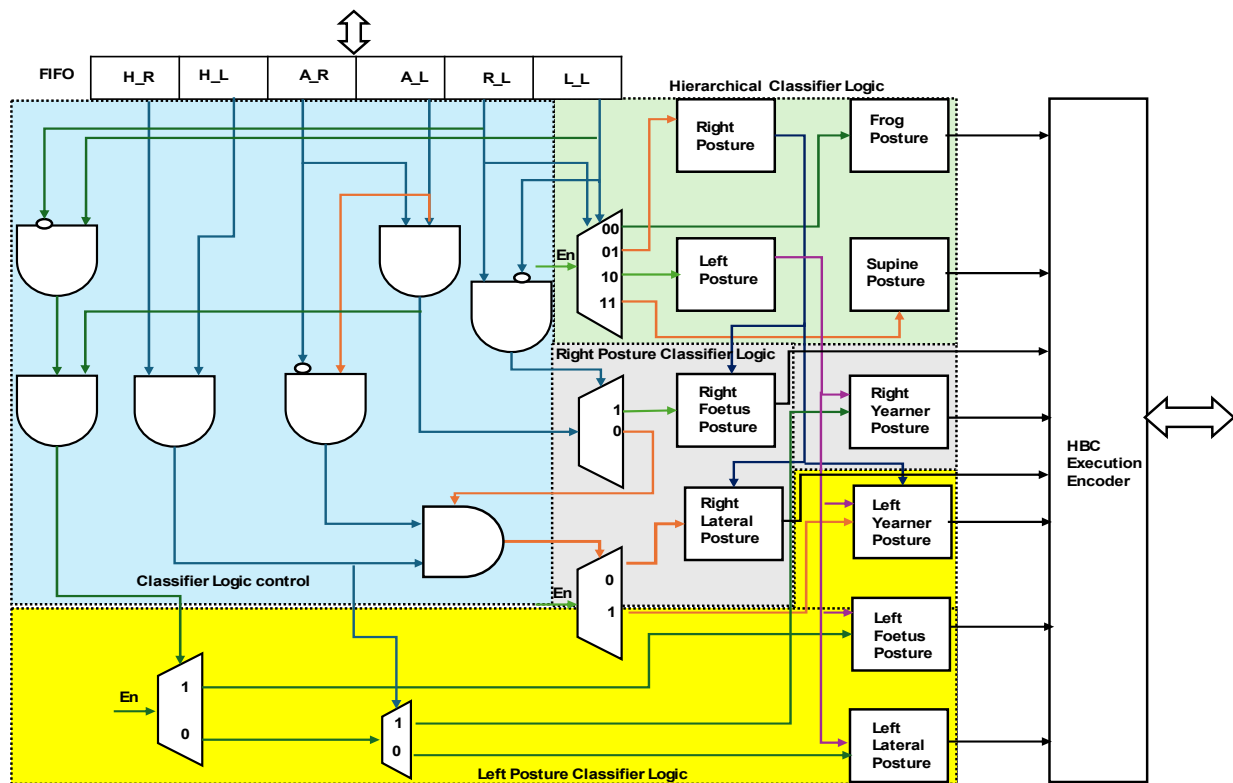 FIFO
H_R
H_L
A_R
A_L
R_L
L_L
Hierarchical Classifier Logic
Right
Posture
Frog
Posture
En
00
01
10
11
Left
Posture
Supine
Posture
Right Posture Classifier Logic
1
0
Right
Foetus
Posture
Right
Yearner
Posture
HBC
Execution
Encoder
Right
Lateral
Posture
Left
Yearner
Posture
Classifier Logic control
En
0
1
Left
Foetus
Posture
En
1
0
1
0
Left
Lateral
Posture
Left Posture Classifier Logic